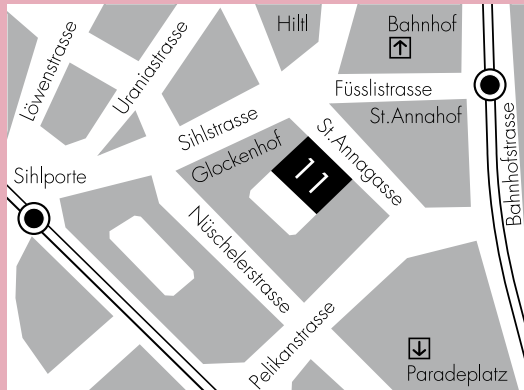 Hiltl
Bahnhof
Löwenstrasse
Uraniastrasse
Füsslistrasse
St.Annahof
Sihlstrasse
St.Annagasse
Bahnhofstrasse
Glockenhof
11
Sihlporte
Nüschelerstrasse
Pelikanstrasse
Paradeplatz